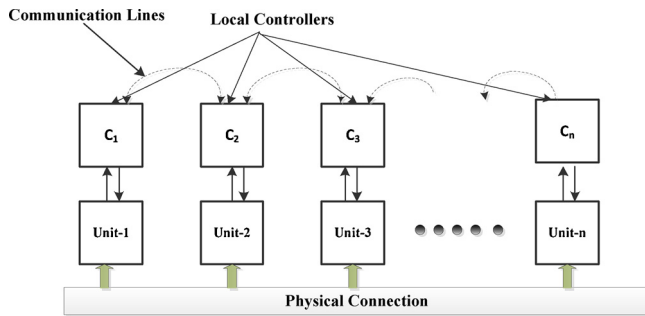 Communication Lines
Local Controllers
C₁ C₂ C₃ Cₙ
Unit-1 Unit-2 Unit-3 Unit-n
Physical Connection